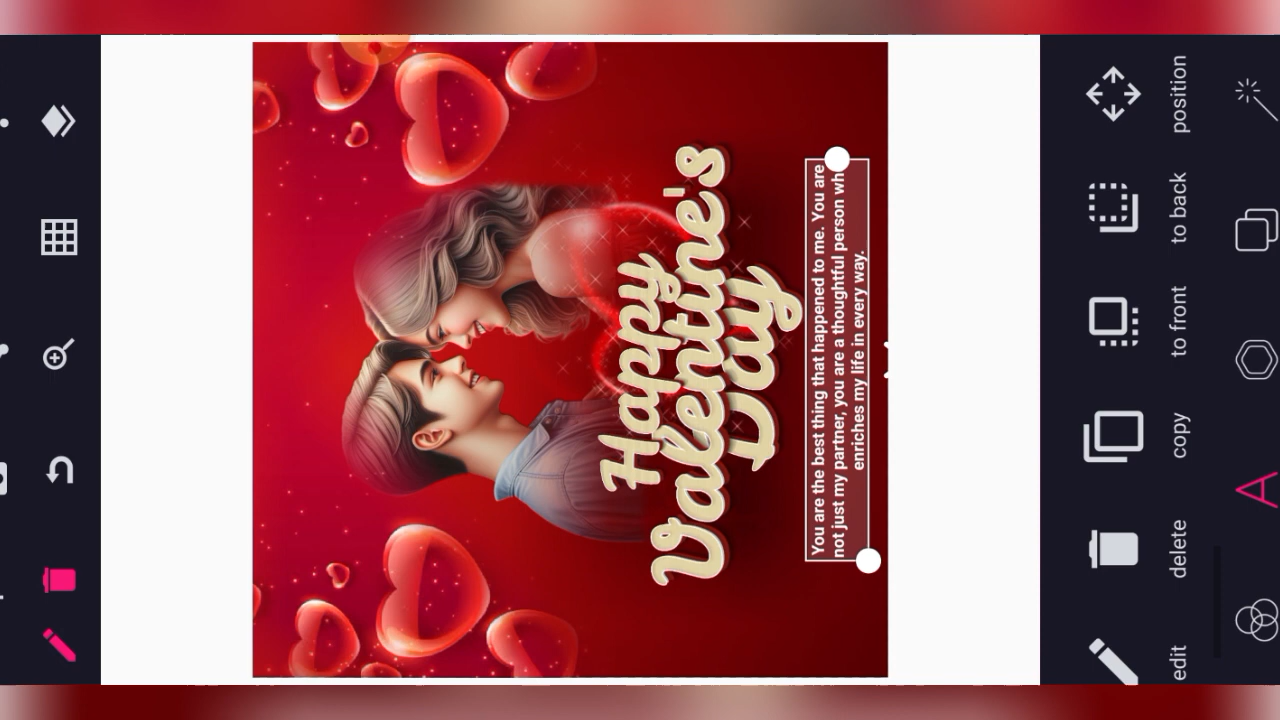 Happy
Valentine's
Day
You are the best thing that happened to me. You are
not just my partner, you are a thoughtful person wh
enriches my life in every way.
edit
delete
copy
to front
to back
position